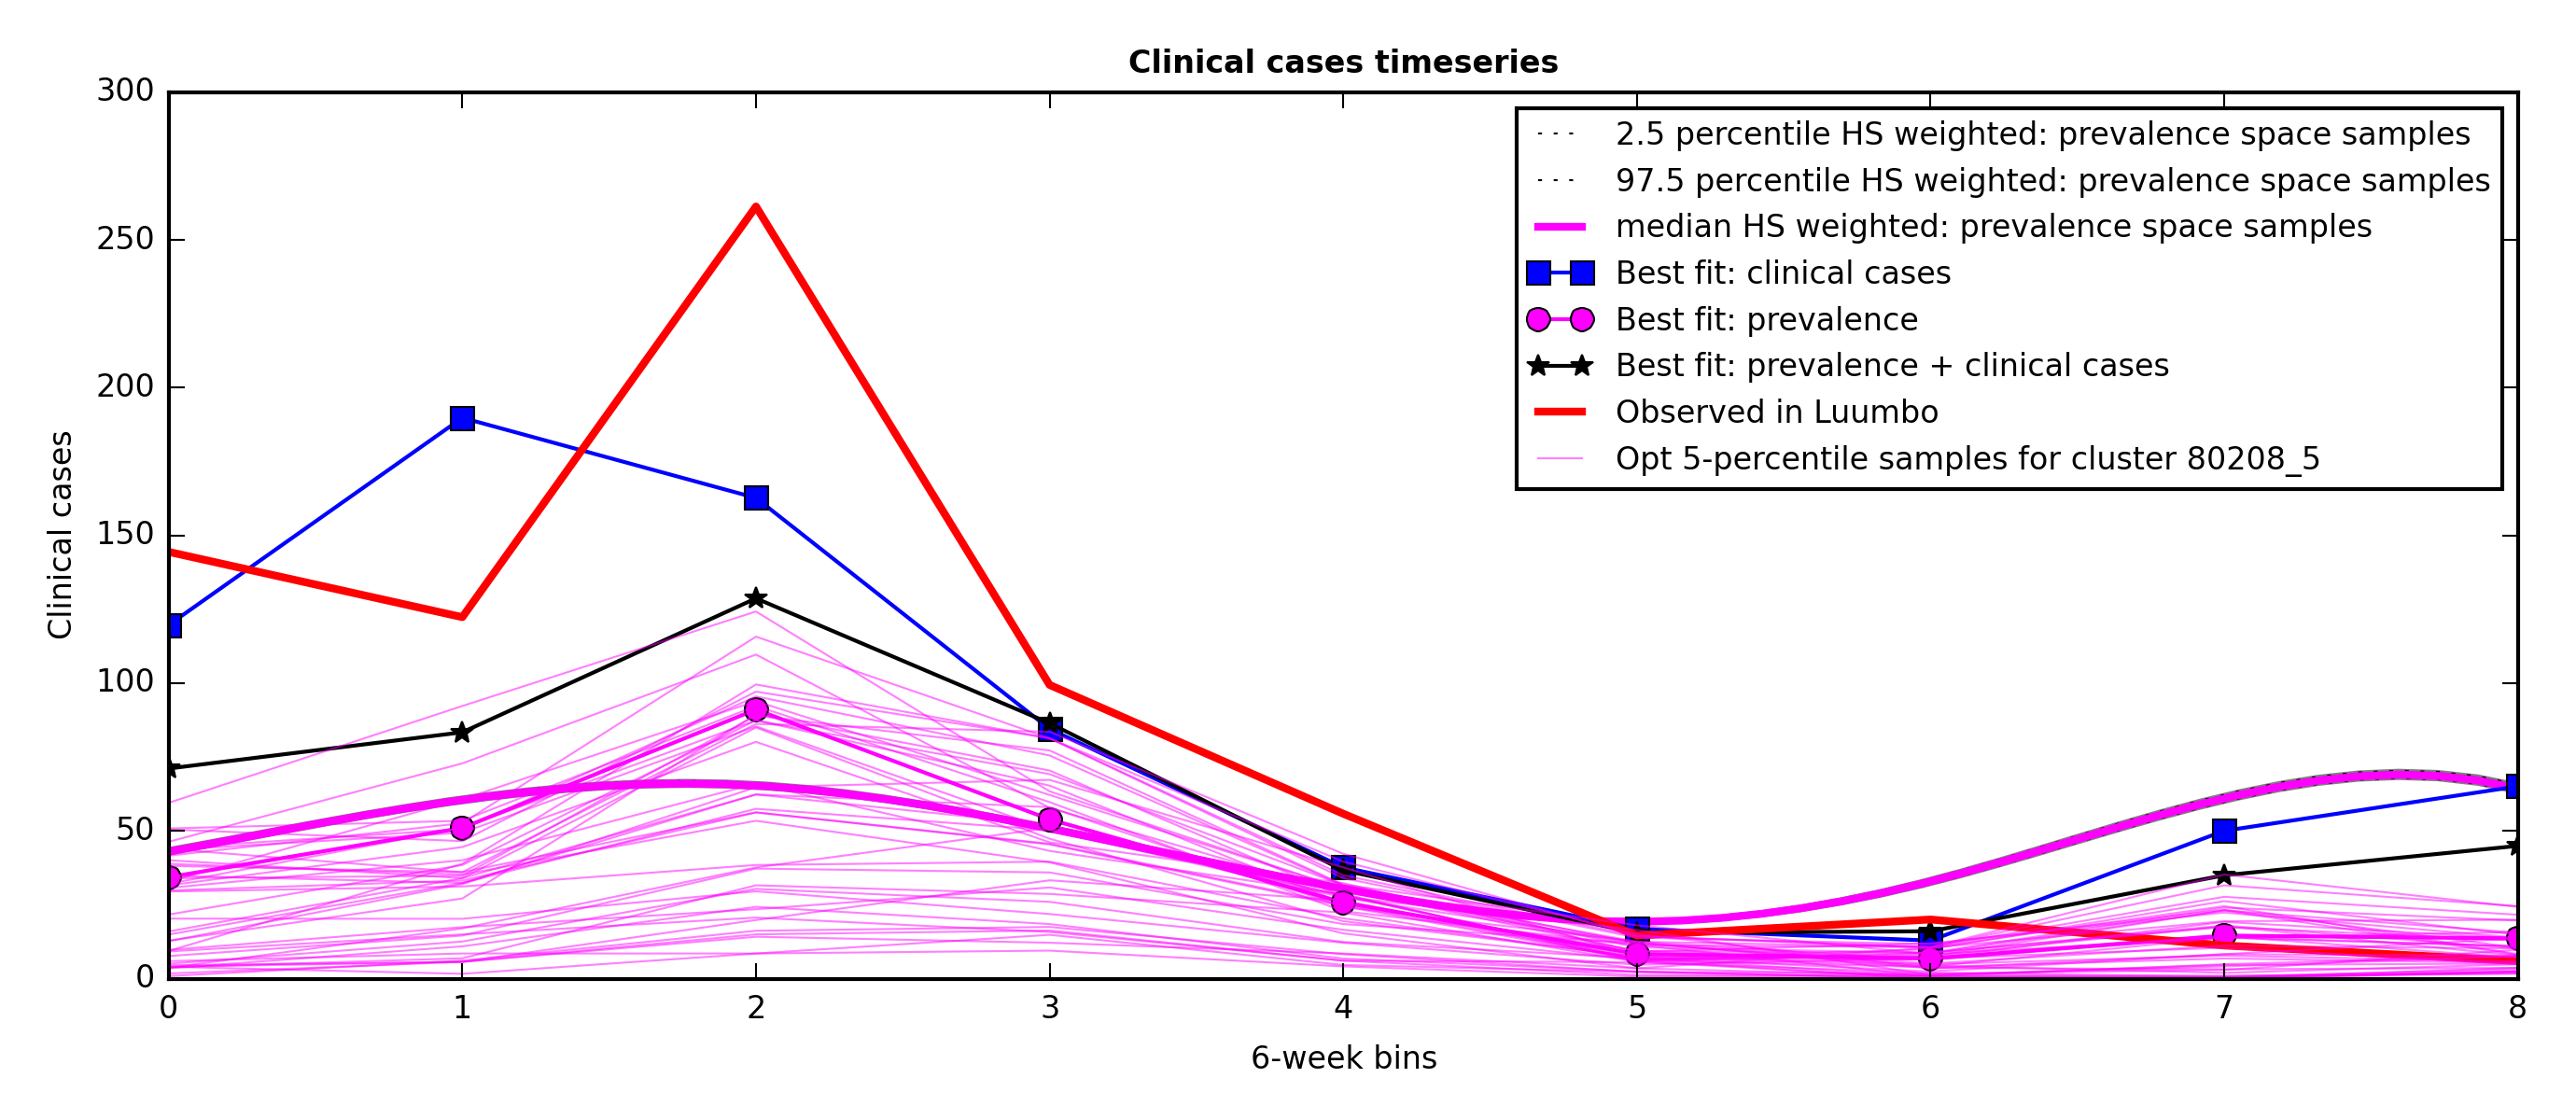 Clinical cases timeseries
300
250
200
150
100
50
0
Clinical cases
2.5 percentile HS weighted: prevalence space samples
97.5 percentile HS weighted: prevalence space samples
median HS weighted: prevalence space samples
Best fit: clinical cases
Best fit: prevalence
Best fit: prevalence + clinical cases
Observed in Luumbo
Opt 5-percentile samples for cluster 80208_5
0 1 2 3 4 5 6 7 8
6-week bins